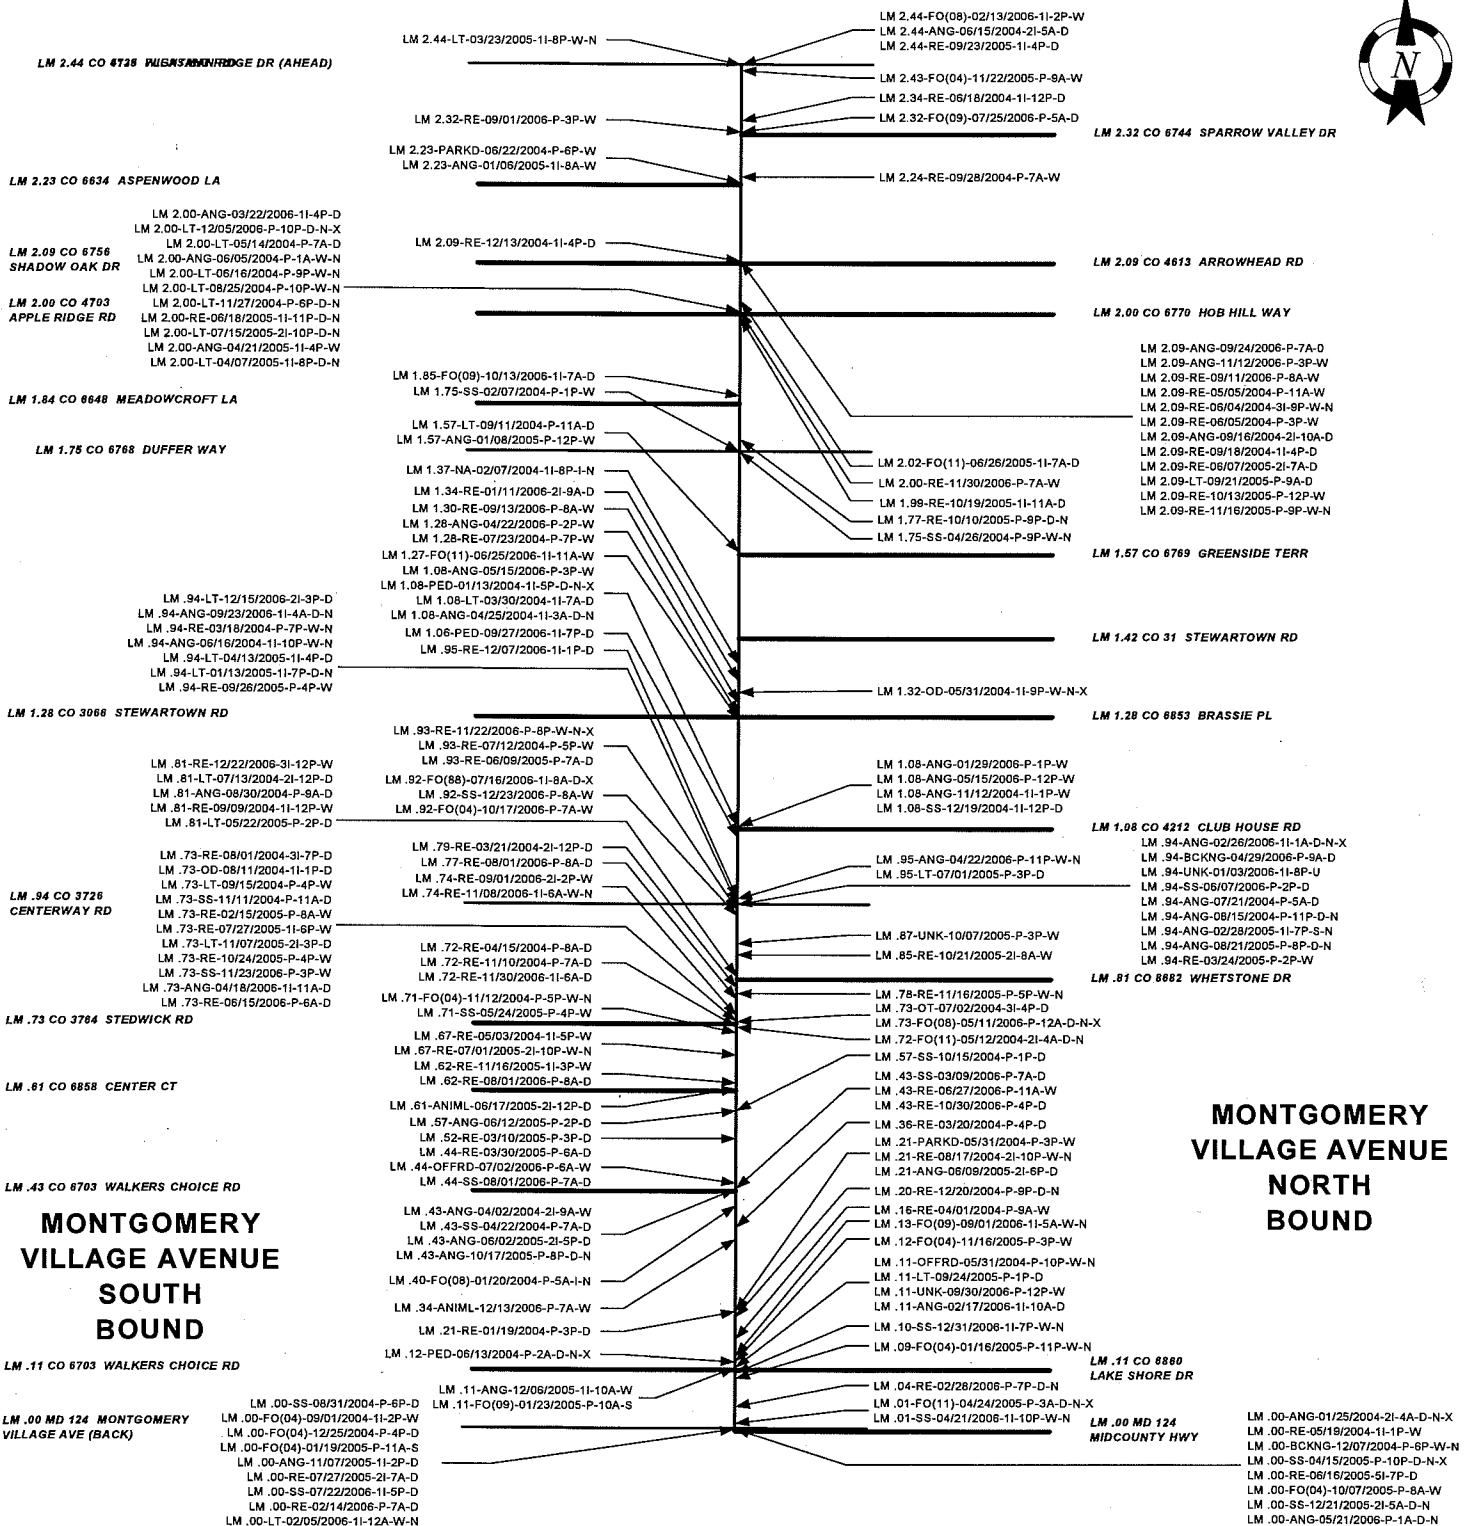 LM 2.44-LT-03/23/2005-1I-8P-W-N
LM 2.44-FO(08)-02/13/2006-1I-2P-W
LM 2.44-ANG-06/15/2004-2I-5A-D
LM 2.44-RE-09/23/2005-1I-4P-D
N
LM 2.44 CO RIDGE DR (AHEAD)
LM 2.43-FO(04)-11/22/2005-P-9A-W
LM 2.34-RE-06/18/2004-1I-12P-D
LM 2.32-RE-09/01/2006-P-3P-W
LM 2.32-FO(09)-07/25/2006-P-5A-D
LM 2.32 CO 6744 SPARROW VALLEY DR
LM 2.23-PARKD-06/22/2004-P-6P-W
LM 2.23-ANG-01/06/2005-1I-8A-W
LM 2.23 CO 6634 ASPENWOOD LA
LM 2.24-RE-09/28/2004-P-7A-W
LM 2.00-ANG-03/22/2006-1I-4P-D
LM 2.00-LT-12/05/2006-P-10P-D-N-X
LM 2.00-LT-05/14/2004-P-7A-D
LM 2.00-ANG-06/05/2004-P-1A-W-N
LM 2.00-LT-06/16/2004-P-9P-W-N
LM 2.00-LT-08/25/2004-P-10P-W-N
LM 2.00-LT-11/27/2004-P-6P-D-N
LM 2.00-RE-06/18/2005-1I-11P-D-N
LM 2.00-LT-07/15/2005-2I-10P-D-N
LM 2.00-ANG-04/21/2005-1I-4P-W
LM 2.00-LT-04/07/2005-1I-8P-D-N
LM 2.09 CO 6756
SHADOW OAK DR
LM 2.00 CO 4703
APPLE RIDGE RD
LM 2.09-RE-12/13/2004-1I-4P-D
LM 2.09 CO 4613 ARROWHEAD RD
LM 2.00 CO 6770 HOB HILL WAY
LM 2.09-ANG-09/24/2006-P-7A-D
LM 2.09-ANG-11/12/2006-P-3P-W
LM 2.09-RE-09/11/2006-P-8A-W
LM 2.09-RE-05/05/2004-P-11A-W
LM 2.09-RE-06/04/2004-3I-9P-W-N
LM 2.09-RE-06/05/2004-P-3P-W
LM 2.09-ANG-09/16/2004-2I-10A-D
LM 2.09-RE-09/18/2004-1I-4P-D
LM 2.09-RE-06/07/2005-2I-7A-D
LM 2.09-LT-09/21/2005-P-9A-D
LM 2.09-RE-10/13/2005-P-12P-W
LM 2.09-RE-11/16/2005-P-9P-W-N
LM 1.85-FO(09)-10/13/2006-1I-7A-D
LM 1.75-SS-02/07/2004-P-1P-W
LM 1.84 CO 6648 MEADOWCROFT LA
LM 1.57-LT-09/11/2004-P-11A-D
LM 1.57-ANG-01/08/2005-P-12P-W
LM 1.75 CO 6768 DUFFER WAY
LM 2.02-FO(11)-06/26/2005-1I-7A-D
LM 2.00-RE-11/30/2006-P-7A-W
LM 1.99-RE-10/19/2005-1I-11A-D
LM 1.77-RE-10/10/2005-P-9P-D-N
LM 1.75-SS-04/26/2004-P-9P-W-N
LM 1.57 CO 6769 GREENSIDE TERR
LM 1.37-NA-02/07/2004-1I-8P-I-N
LM 1.34-RE-01/11/2006-2I-9A-D
LM 1.30-RE-09/13/2006-P-8A-W
LM 1.28-ANG-04/22/2006-P-2P-W
LM 1.28-RE-07/23/2004-P-7P-W
LM 1.27-FO(11)-06/25/2006-1I-11A-W
LM 1.08-ANG-05/15/2006-P-3P-W
LM 1.08-PED-01/13/2004-1I-5P-D-N-X
LM 1.08-LT-03/30/2004-1I-7A-D
LM 1.08-ANG-04/25/2004-1I-3A-D-N
LM 1.06-PED-09/27/2006-1I-7P-D
LM .95-RE-12/07/2006-1I-1P-D
LM .94-LT-12/15/2006-2I-3P-D
LM .94-ANG-09/23/2006-1I-4A-D-N
LM .94-RE-03/18/2004-P-7P-W-N
LM .94-ANG-06/16/2004-1I-10P-W-N
LM .94-LT-04/13/2005-1I-4P-D
LM .94-LT-01/13/2005-1I-7P-D-N
LM .94-RE-09/26/2005-P-4P-W
LM 1.42 CO 31 STEWARTOWN RD
LM 1.32-OD-05/31/2004-1I-9P-W-N-X
LM 1.28 CO 3066 STEWARTOWN RD
LM 1.28 CO 6853 BRASSIE PL
LM .93-RE-11/22/2006-P-8P-W-N-X
LM .93-RE-07/12/2004-P-5P-W
LM .93-RE-06/09/2005-P-7A-D
LM .92-FO(88)-07/16/2006-1I-8A-D-X
LM .92-SS-12/23/2006-P-8A-W
LM .92-FO(04)-10/17/2006-P-7A-W
LM .81-RE-12/22/2006-3I-12P-W
LM .81-LT-07/13/2004-2I-12P-D
LM .81-ANG-08/30/2004-P-9A-D
LM .81-RE-09/09/2004-1I-12P-W
LM .81-LT-05/22/2005-P-2P-D
LM 1.08-ANG-01/29/2006-P-1P-W
LM 1.08-ANG-05/15/2006-P-12P-W
LM 1.08-ANG-11/12/2004-1I-1P-W
LM 1.08-SS-12/19/2004-1I-12P-D
LM 1.08 CO 4212 CLUB HOUSE RD
LM .94-ANG-02/26/2006-1I-1A-D-N-X
LM .94-BCKNG-04/29/2006-P-9A-D
LM .94-UNK-01/03/2006-1I-8P-U
LM .94-SS-06/07/2006-P-2P-D
LM .94-ANG-07/21/2004-P-5A-D
LM .94-ANG-08/15/2004-P-11P-D-N
LM .94-ANG-02/28/2005-1I-7P-S-N
LM .94-ANG-08/21/2005-P-8P-D-N
LM .94-RE-03/24/2005-P-2P-W
LM .79-RE-03/21/2004-2I-12P-D
LM .77-RE-08/01/2006-P-8A-D
LM .74-RE-09/01/2006-2I-2P-W
LM .74-RE-11/08/2006-1I-6A-W-N
LM .95-ANG-04/22/2006-P-11P-W-N
LM .95-LT-07/01/2005-P-3P-D
LM .94 CO 3726
CENTERWAY RD
LM .73-RE-08/01/2004-3I-7P-D
LM .73-OD-08/11/2004-1I-1P-D
LM .73-LT-09/15/2004-P-4P-W
LM .73-SS-11/11/2004-P-11A-D
LM .73-RE-02/15/2005-P-8A-W
LM .73-RE-07/27/2005-1I-6P-W
LM .73-LT-11/07/2005-2I-3P-D
LM .73-RE-10/24/2005-P-4P-W
LM .73-SS-11/23/2006-P-3P-W
LM .73-ANG-04/18/2006-1I-11A-D
LM .73-RE-06/15/2006-P-6A-D
LM .87-UNK-10/07/2005-P-3P-W
LM .85-RE-10/21/2005-2I-8A-W
LM .81 CO 8682 WHETSTONE DR
LM .72-RE-04/15/2004-P-8A-D
LM .72-RE-11/10/2004-P-7A-D
LM .72-RE-11/30/2006-1I-6A-D
LM .71-FO(04)-11/12/2004-P-5P-W-N
LM .71-SS-05/24/2005-P-4P-W
LM .78-RE-11/16/2005-P-5P-W-N
LM .73-OT-07/02/2004-3I-4P-D
LM .73-FO(08)-05/11/2006-P-12A-D-N-X
LM .72-FO(11)-05/12/2004-2I-4A-D-N
LM .73 CO 3764 STEDWICK RD
LM .67-RE-05/03/2004-1I-5P-W
LM .67-RE-07/01/2005-2I-10P-W-N
LM .62-RE-11/16/2005-1I-3P-W
LM .62-RE-08/01/2006-P-8A-D
LM .61 CO 6858 CENTER CT
LM .57-SS-10/15/2004-P-1P-D
LM .43-SS-03/09/2006-P-7A-D
LM .43-RE-06/27/2006-P-11A-W
LM .43-RE-10/30/2006-P-4P-D
LM .36-RE-03/20/2004-P-4P-D
LM .21-PARKD-05/31/2004-P-3P-W
LM .21-RE-08/17/2004-2I-10P-W-N
LM .21-ANG-06/09/2005-2I-6P-D
LM .20-RE-12/20/2004-P-9P-D-N
LM .16-RE-04/01/2004-P-9A-W
LM .13-FO(09)-09/01/2006-1I-5A-W-N
LM .12-FO(04)-11/16/2005-P-3P-W
LM .61-ANIML-06/17/2005-2I-12P-D
LM .57-ANG-06/12/2005-P-2P-D
LM .52-RE-03/10/2005-P-3P-D
LM .44-RE-03/30/2005-P-6A-D
LM .44-OFFRD-07/02/2006-P-6A-W
LM .44-SS-08/01/2006-P-7A-D
LM .43 CO 6703 WALKERS CHOICE RD
MONTGOMERY
VILLAGE AVENUE
NORTH
BOUND
MONTGOMERY
VILLAGE AVENUE
SOUTH
BOUND
LM .43-ANG-04/02/2004-2I-9A-W
LM .43-SS-04/22/2004-P-7A-D
LM .43-ANG-06/02/2005-2I-5P-D
LM .43-ANG-10/17/2005-P-8P-D-N
LM .40-FO(08)-01/20/2004-P-5A-I-N
LM .34-ANIML-12/13/2006-P-7A-W
LM .21-RE-01/19/2004-P-3P-D
LM .12-PED-06/13/2004-P-2A-D-N-X
LM .11-OFFRD-05/31/2004-P-10P-W-N
LM .11-LT-09/24/2005-P-1P-D
LM .11-UNK-09/30/2006-P-12P-W
LM .11-ANG-02/17/2006-1I-10A-D
LM .10-SS-12/31/2006-1I-7P-W-N
LM .09-FO(04)-01/16/2005-P-11P-W-N
LM .11 CO 6703 WALKERS CHOICE RD
LM .11 CO 6860
LAKE SHORE DR
LM .11-ANG-12/06/2005-1I-10A-W
LM .11-FO(09)-01/23/2005-P-10A-S
LM .04-RE-02/28/2006-P-7P-D-N
LM .01-FO(11)-04/24/2005-P-3A-D-N-X
LM .01-SS-04/21/2006-1I-10P-W-N
LM .00 MD 124 MONTGOMERY
VILLAGE AVE (BACK)
LM .00-SS-08/31/2004-P-6P-D
LM .00-FO(04)-09/01/2004-1I-2P-W
LM .00-FO(04)-12/25/2004-P-4P-D
LM .00-FO(04)-01/19/2005-P-11A-S
LM .00-ANG-11/07/2005-1I-2P-D
LM .00-RE-07/27/2005-2I-7A-D
LM .00-SS-07/22/2006-1I-5P-D
LM .00-RE-02/14/2006-P-7A-D
LM .00-LT-02/05/2006-1I-12A-W-N
LM .00 MD 124
MIDCOUNTY HWY
LM .00-ANG-01/25/2004-2I-4A-D-N-X
LM .00-RE-05/19/2004-1I-1P-W
LM .00-BCKNG-12/07/2004-P-6P-W-N
LM .00-SS-04/15/2005-P-10P-D-N-X
LM .00-RE-06/16/2005-5I-7P-D
LM .00-FO(04)-10/07/2005-P-8A-W
LM .00-SS-12/21/2005-2I-5A-D-N
LM .00-ANG-05/21/2006-P-1A-D-N